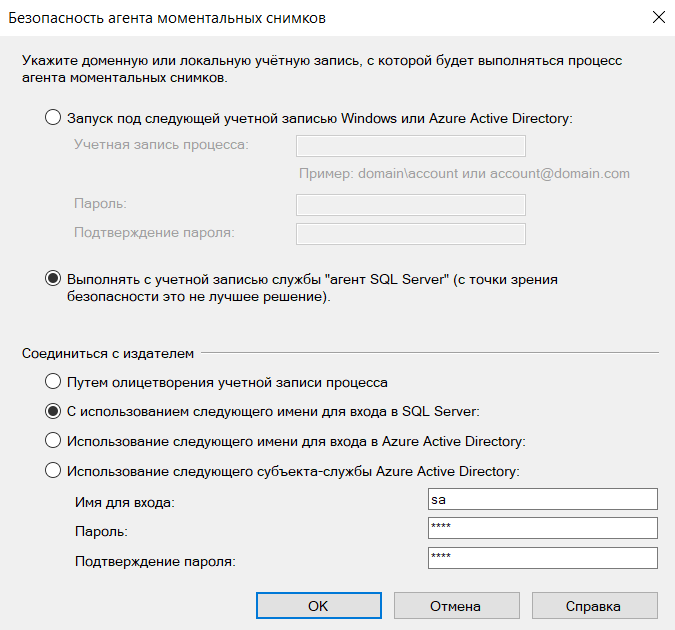 Безопасность агента моментальных снимков
Укажите доменную или локальную учётную запись, с которой будет выполняться процесс
агента моментальных снимков.
Запуск под следующей учетной записью Windows или Azure Active Directory:
Учетная запись процесса:
Пример: domain\account или account@domain.com
Пароль:
Подтверждение пароля:
Выполнять с учетной записью службы "агент SQL Server" (с точки зрения
безопасности это не лучшее решение).
Соединиться с издателем
Путем олицетворения учетной записи процесса
С использованием следующего имени для входа в SQL Server:
Использование следующего имени для входа в Azure Active Directory:
Использование следующего субъекта-службы Azure Active Directory:
Имя для входа: sa
Пароль: ****
Подтверждение пароля: ****
OK Отмена Справка